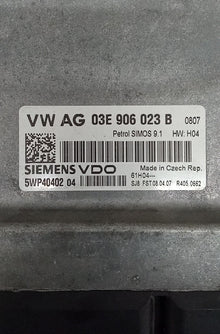 VW AG 03E 906 023 B 0807
Petrol SIMOS 9.1 HW: H04
SIEMENS VDO Made in Czech Rep.
5WP40402 04 61H04---
SJ8 FST 08.04.07 R405.0662